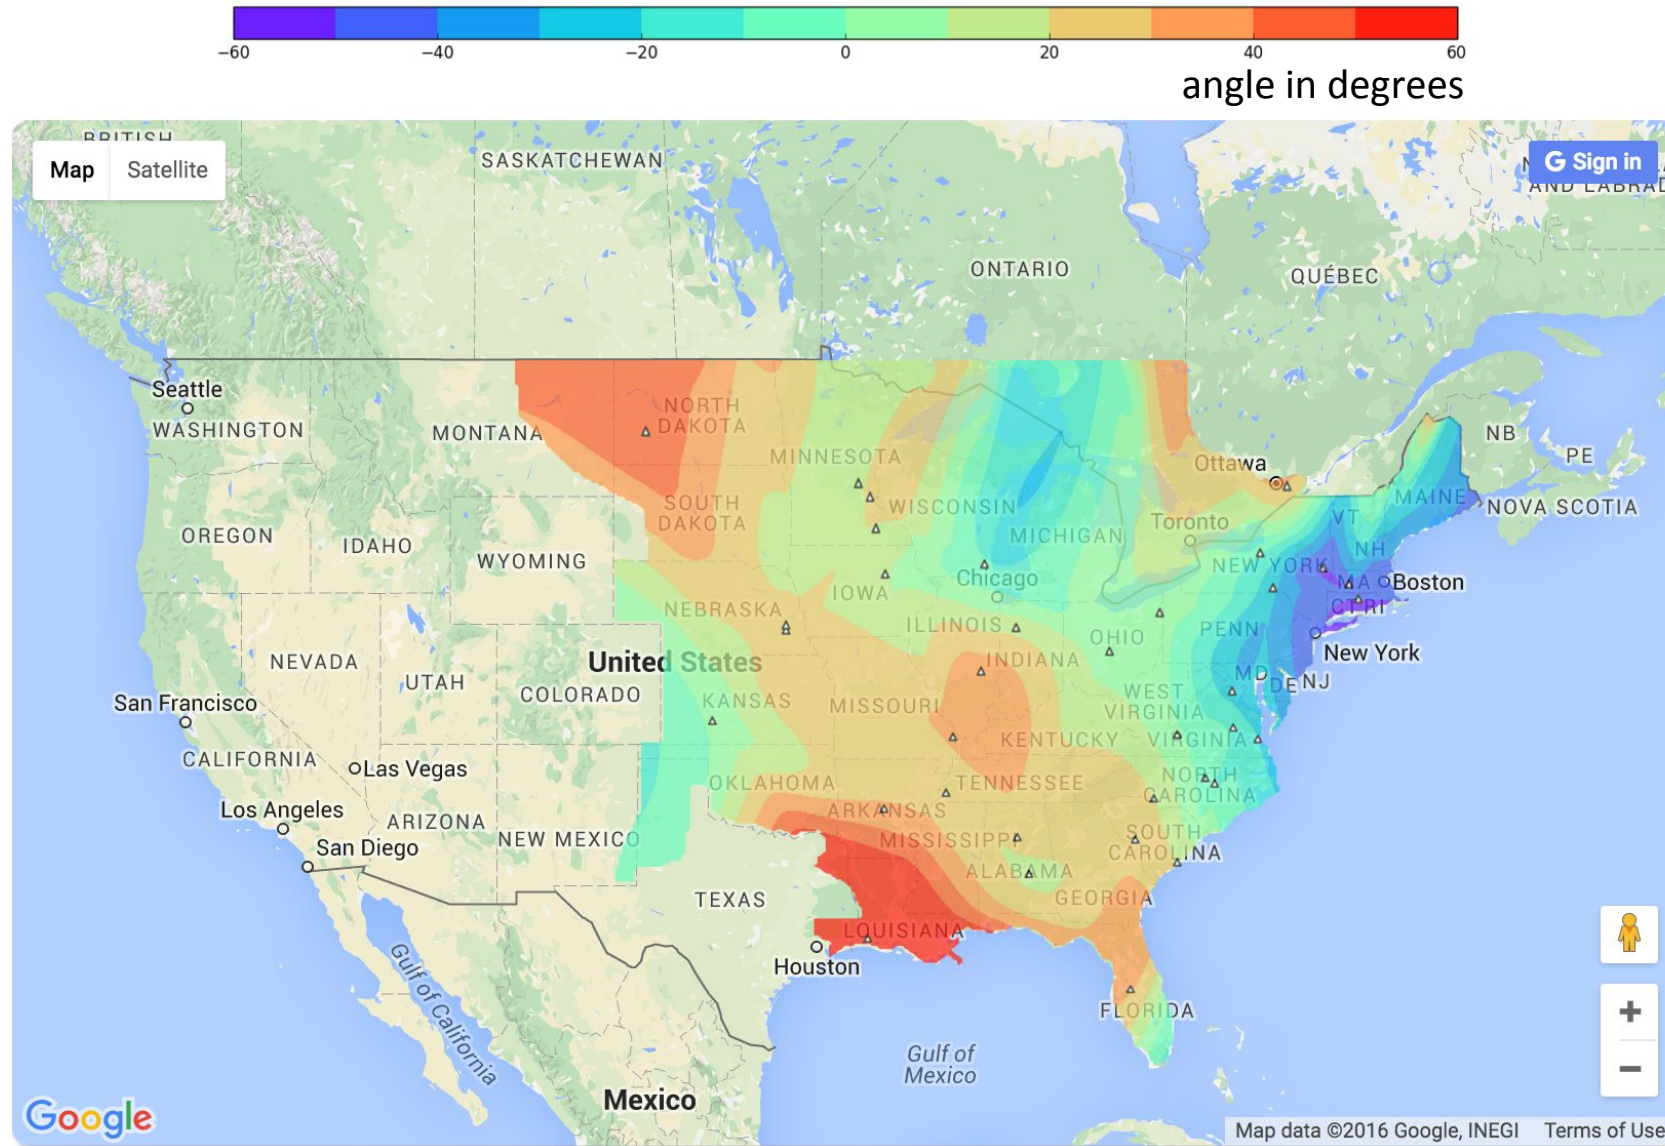 −60 −40 −20 0 20 40 60
angle in degrees
BRITISH
Map Satellite
SASKATCHEWAN
G Sign in
AND LABRAD
ONTARIO
QUÉBEC
Seattle
WASHINGTON
MONTANA
NORTH
DAKOTA
NB
PE
MINNESOTA
Ottawa
MAINE
NOVA SCOTIA
OREGON
IDAHO
WYOMING
SOUTH
DAKOTA
WISCONSIN
MICHIGAN
Toronto
VT
NH
NEW YORK
MA
Boston
CT RI
Chicago
IOWA
NEBRASKA
ILLINOIS
OHIO
PENN
New York
NEVADA
UTAH
COLORADO
United States
KANSAS
MISSOURI
INDIANA
WEST
VIRGINIA
MD
DE
NJ
San Francisco
CALIFORNIA
Las Vegas
KENTUCKY
VIRGINIA
OKLAHOMA
TENNESSEE
NORTH
CAROLINA
Los Angeles
ARIZONA
NEW MEXICO
ARKANSAS
MISSISSIPPI
SOUTH
CAROLINA
San Diego
TEXAS
ALABAMA
GEORGIA
LOUISIANA
Houston
Gulf of California
FLORIDA
Gulf of
Mexico
Mexico
+
−
Google
Map data ©2016 Google, INEGI Terms of Use